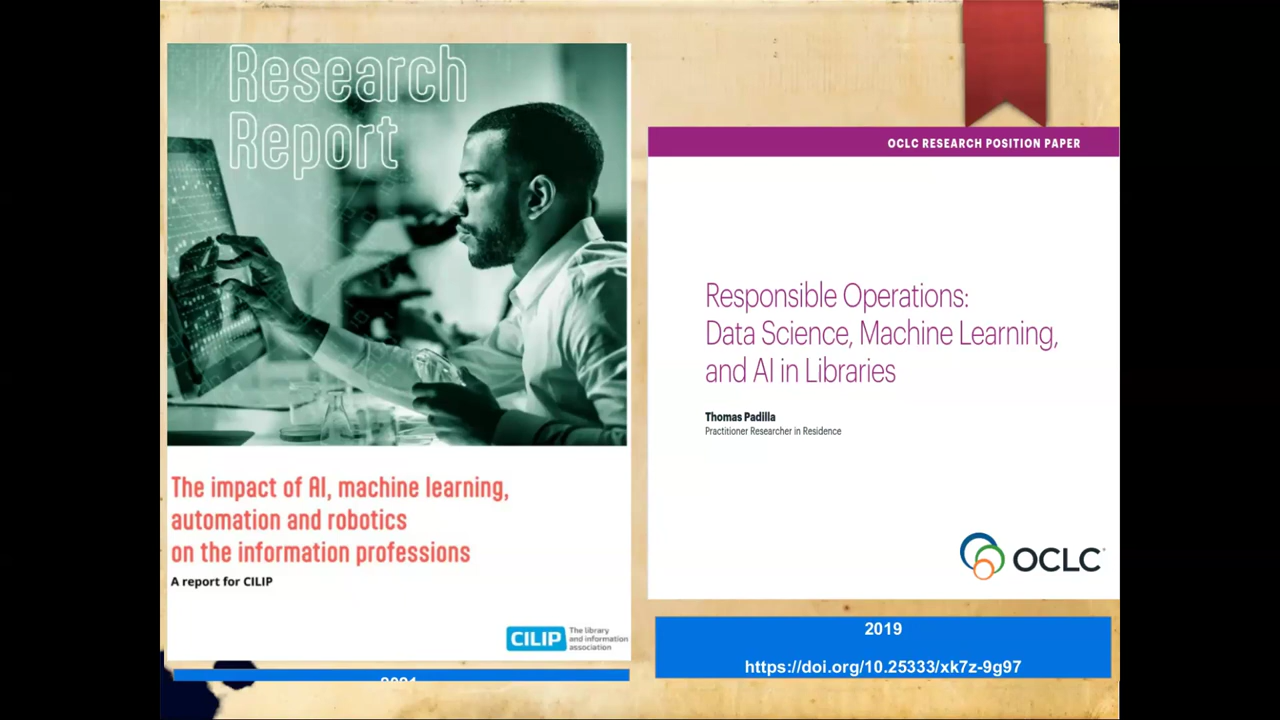 Research
Report
The impact of AI, machine learning,
automation and robotics
on the information professions
A report for CILIP
CILIP
The library
and information
association
OCLC RESEARCH POSITION PAPER
Responsible Operations:
Data Science, Machine Learning,
and AI in Libraries
Thomas Padilla
Practitioner Researcher in Residence
OCLC
2019
https://doi.org/10.25333/xk7z-9g97